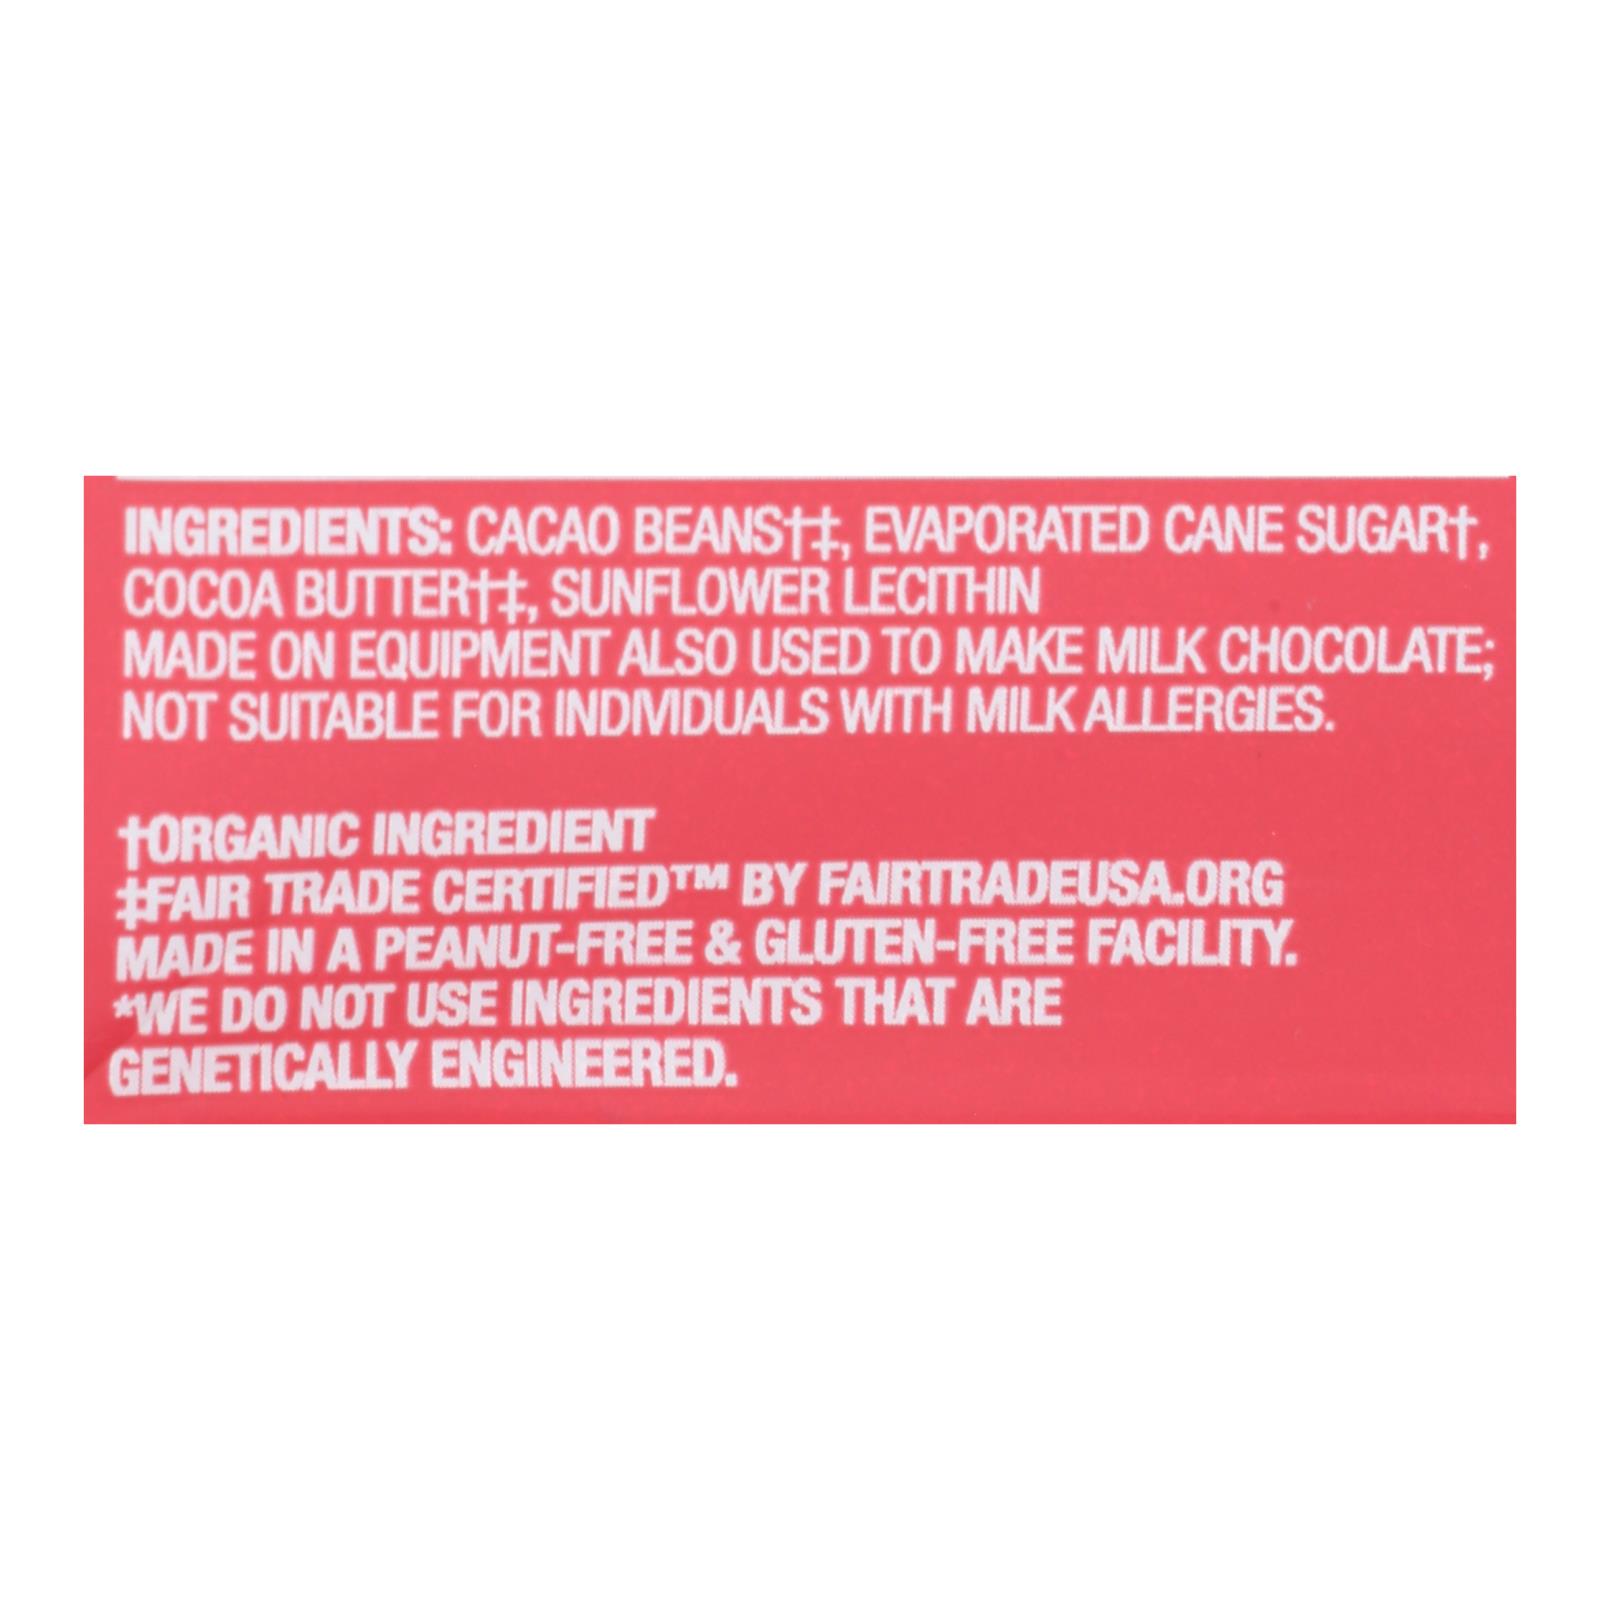 INGREDIENTS: CACAO BEANS†‡, EVAPORATED CANE SUGAR†,
COCOA BUTTER†‡, SUNFLOWER LECITHIN
MADE ON EQUIPMENT ALSO USED TO MAKE MILK CHOCOLATE;
NOT SUITABLE FOR INDIVIDUALS WITH MILK ALLERGIES.
†ORGANIC INGREDIENT
‡FAIR TRADE CERTIFIED™ BY FAIRTRADEUSA.ORG
MADE IN A PEANUT-FREE & GLUTEN-FREE FACILITY.
*WE DO NOT USE INGREDIENTS THAT ARE
GENETICALLY ENGINEERED.